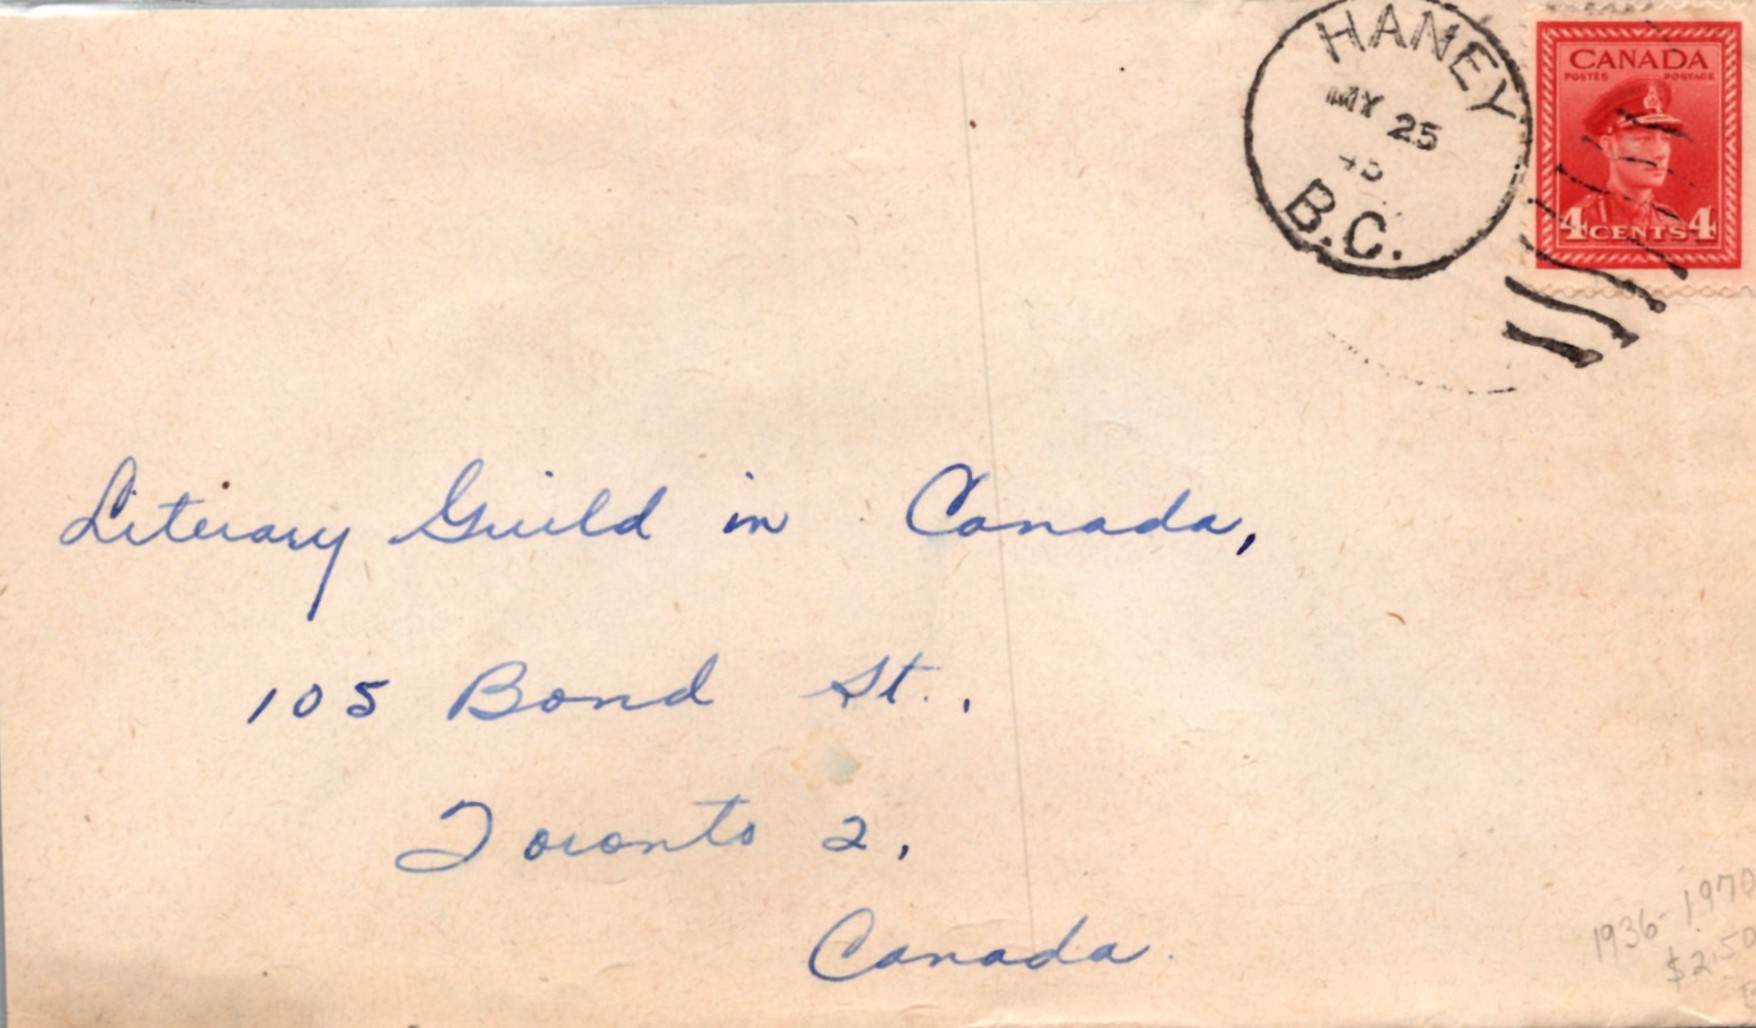 HANEY
MY 25
B.C.
CANADA
POSTES POSTAGE
4 CENTS 4
Literary Guild in Canada,
105 Bond St.,
Toronto 2,
Canada.
1936-1970
$2.50